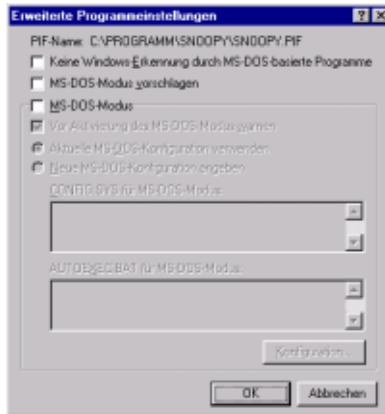 Erweiterte Programmeinstellungen
PIF-Name: C:\PROGRAMM\SNOOPY\SNOOPY.PIF
Keine Windows-Erkennung durch MS-DOS-basierte Programme
MS-DOS-Modus vorschlagen
MS-DOS-Modus
Vor Aktivierung des MS-DOS-Modus warnen
Aktuelle MS-DOS-Konfiguration verwenden
Neue MS-DOS-Konfiguration angeben
CONFIG.SYS für MS-DOS-Modus:
AUTOEXEC.BAT für MS-DOS-Modus:
Konfiguration...
OK
Abbrechen